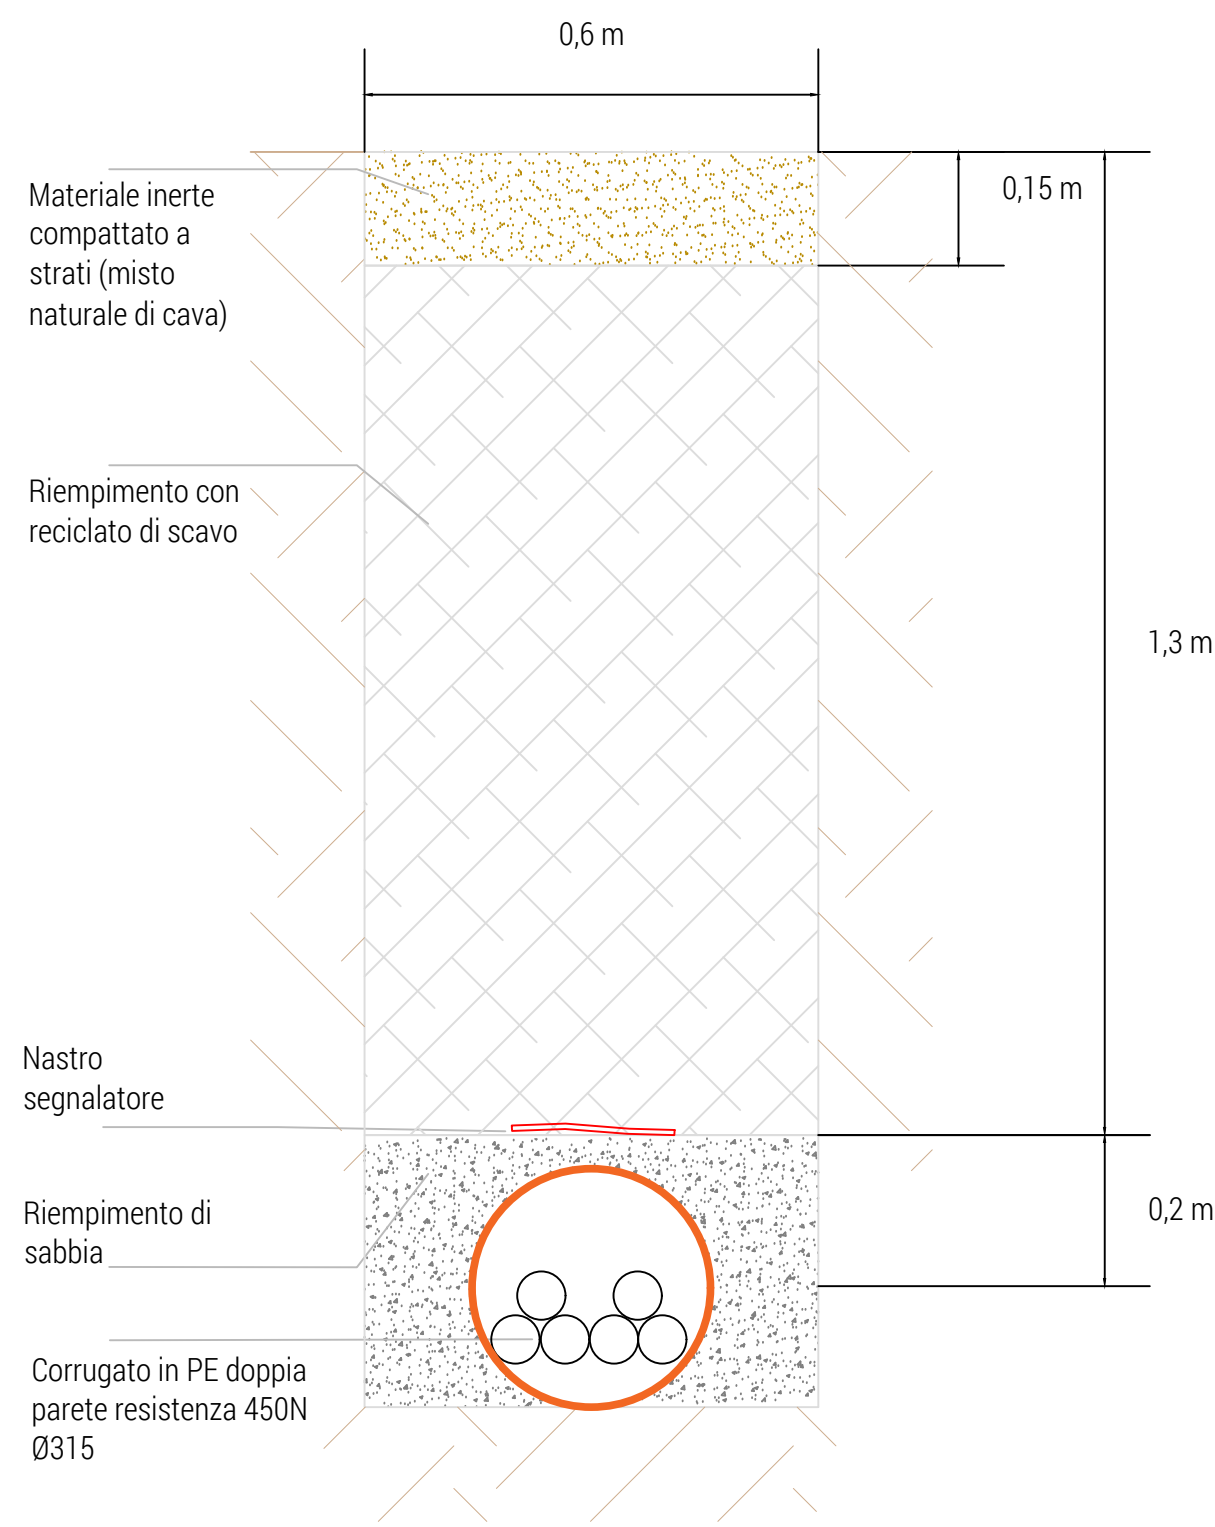 0,6 m
0,15 m
Materiale inerte
compattato a
strati (misto
naturale di cava)
Riempimento con
reciclato di scavo
1,3 m
Nastro
segnalatore
Riempimento di
sabbia
0,2 m
Corrugato in PE doppia
parete resistenza 450N
Ø315